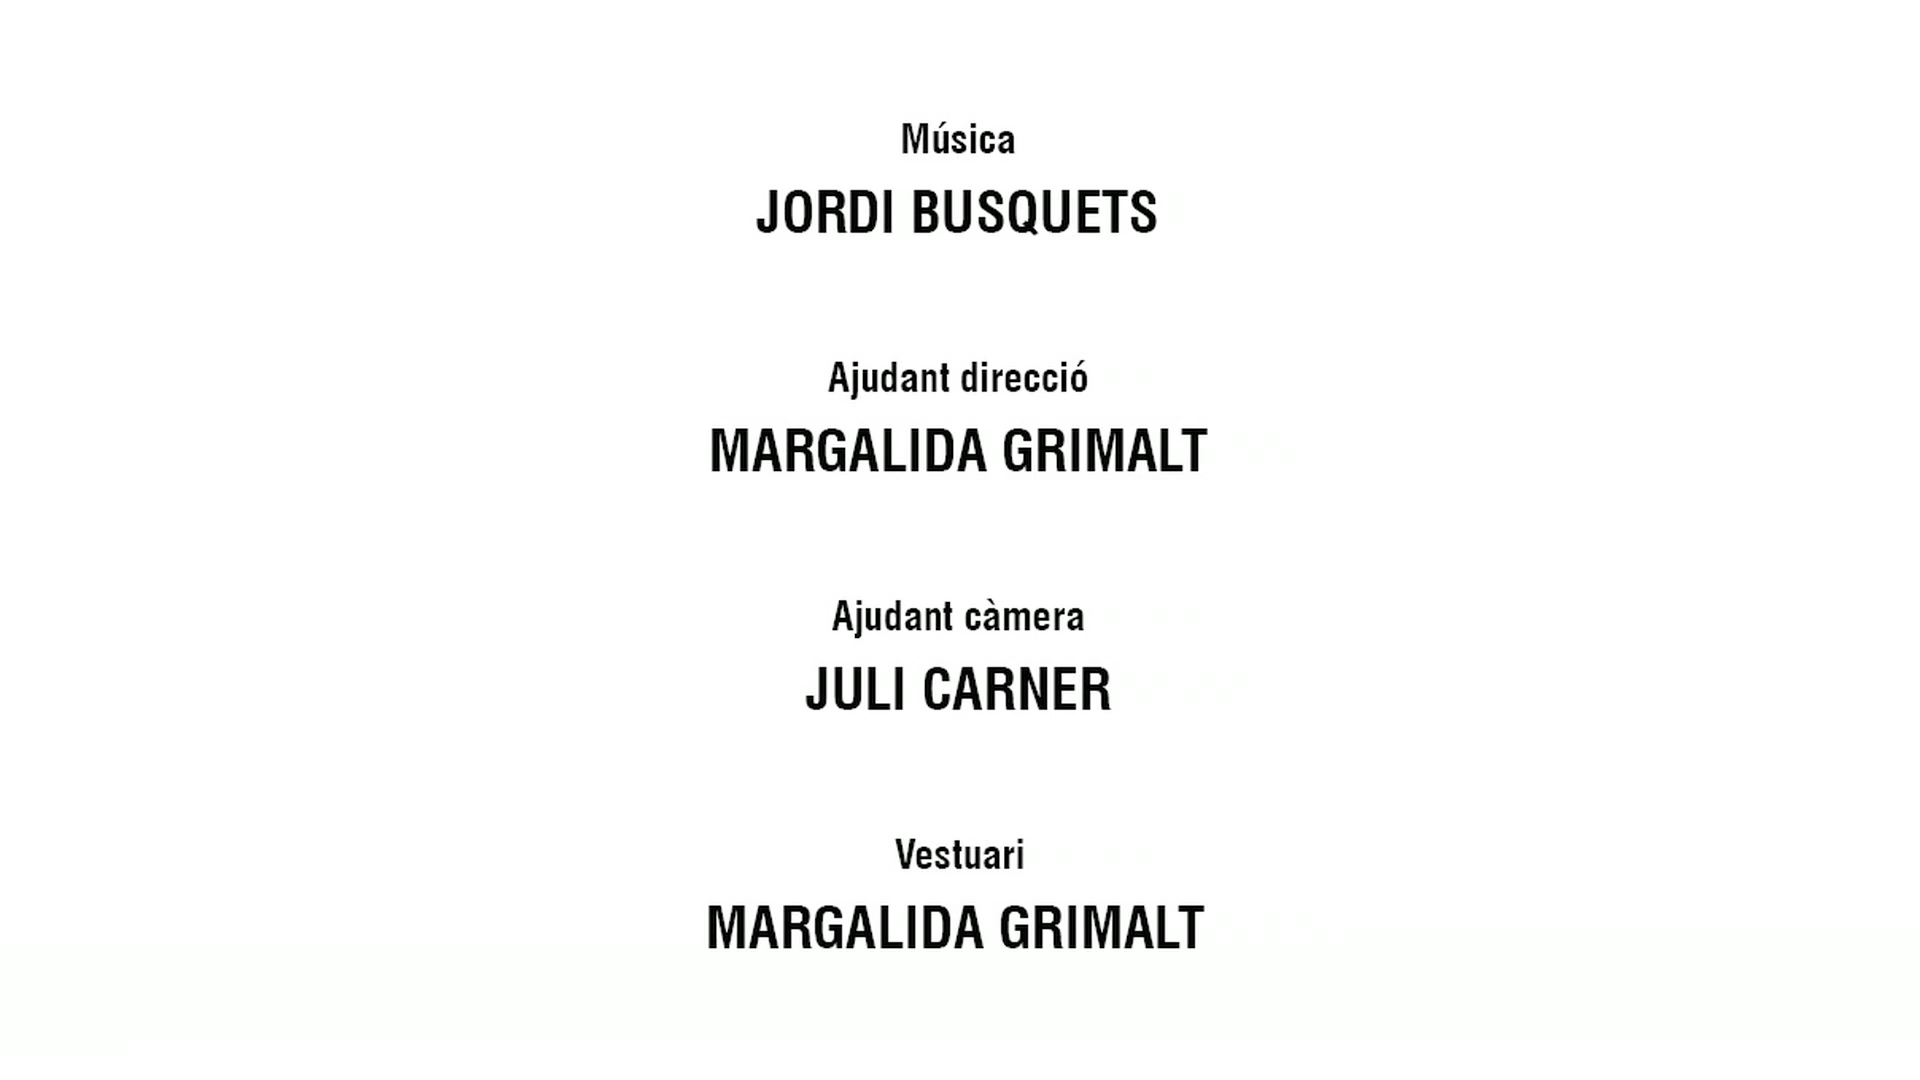 Música
JORDI BUSQUETS
Ajudant direcció
MARGALIDA GRIMALT
Ajudant càmera
JULI CARNER
Vestuari
MARGALIDA GRIMALT